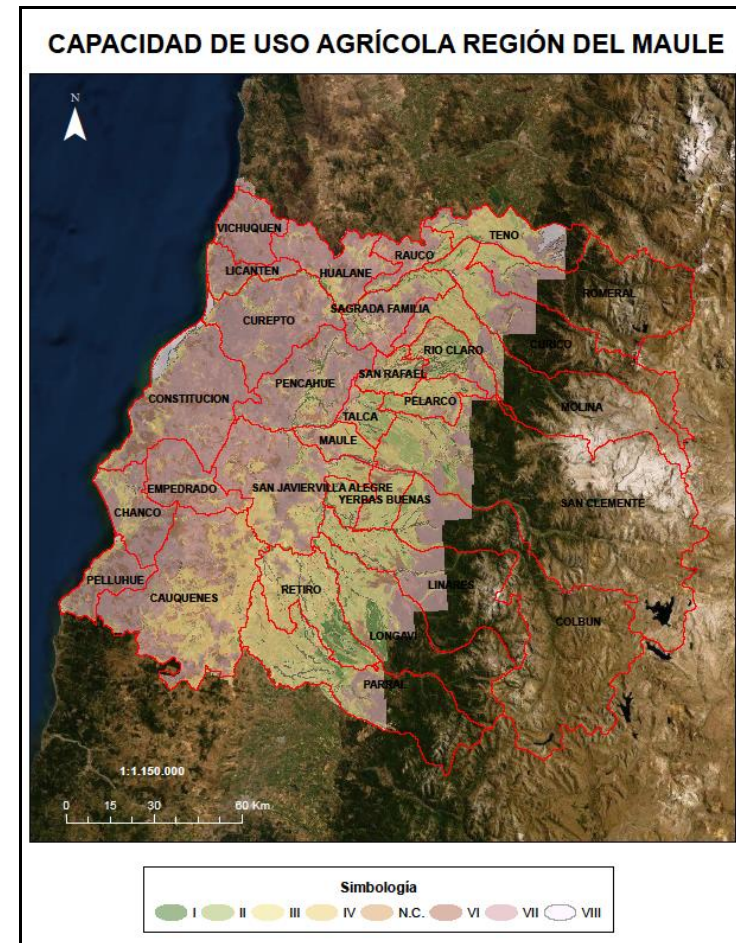 CAPACIDAD DE USO AGRÍCOLA REGIÓN DEL MAULE
N
VICHUQUEN
TENO
RAUCO
LICANTEN
HUALANE
ROMERAL
SAGRADA FAMILIA
CUREPTO
CURICO
RIO CLARO
SAN RAFAEL
PENCAHUE
CONSTITUCION
PELARCO
MOLINA
TALCA
MAULE
EMPEDRADO
SAN JAVIER
VILLA ALEGRE
YERBAS BUENAS
SAN CLEMENTE
CHANCO
PELLUHUE
LINARES
RETIRO
CAUQUENES
COLBUN
LONGAVI
PARRAL
1:1.150.000
0 15 30 60 Km
Simbología
I II III IV N.C. VI VII VIII